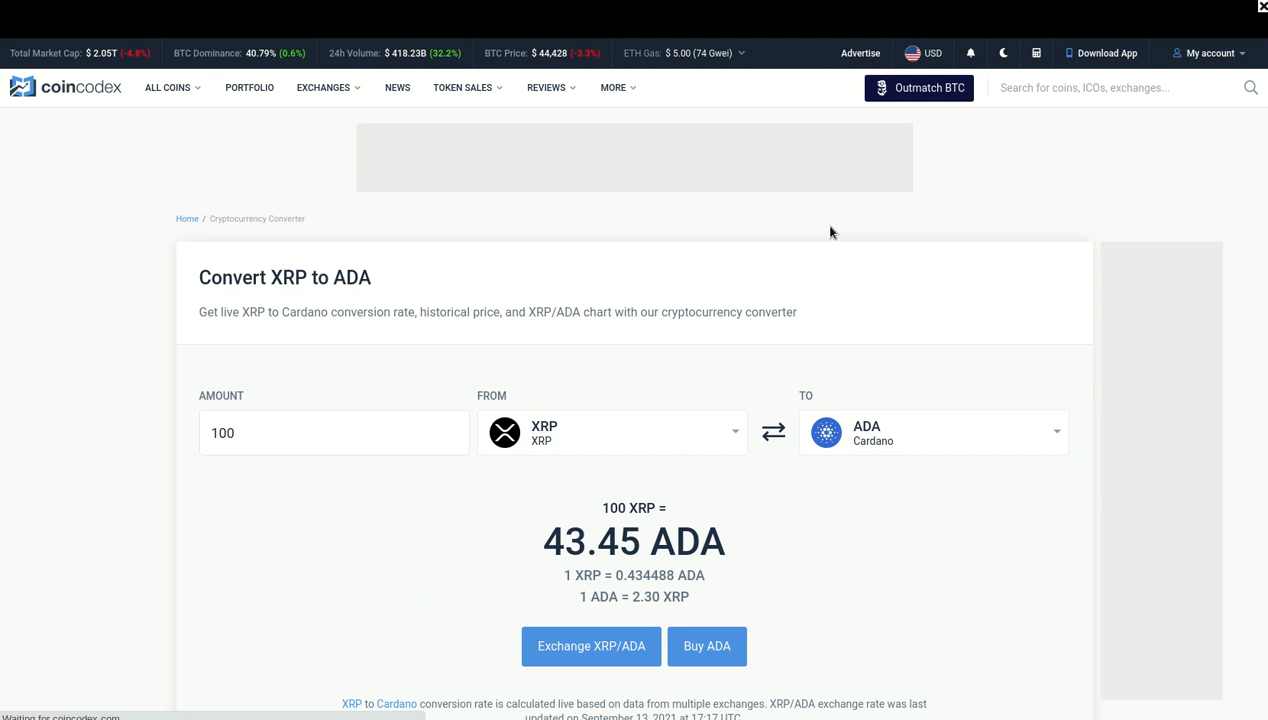 Total Market Cap: $ 2.05T (-4.8%) BTC Dominance: 40.79% (0.6%) 24h Volume: $ 418.23B (32.2%) BTC Price: $ 44,428 (-3.3%) ETH Gas: $ 5.00 (74 Gwei) Advertise USD Download App My account
coincodex ALL COINS PORTFOLIO EXCHANGES NEWS TOKEN SALES REVIEWS MORE Outmatch BTC Search for coins, ICOs, exchanges...
Home / Cryptocurrency Converter
Convert XRP to ADA
Get live XRP to Cardano conversion rate, historical price, and XRP/ADA chart with our cryptocurrency converter
AMOUNT FROM TO
100 XRP ADA
XRP Cardano
100 XRP =
43.45 ADA
1 XRP = 0.434488 ADA
1 ADA = 2.30 XRP
Exchange XRP/ADA Buy ADA
XRP to Cardano conversion rate is calculated live based on data from multiple exchanges. XRP/ADA exchange rate was last
updated on September 13, 2021 at 17:17 UTC.
Waiting for coincodex.com